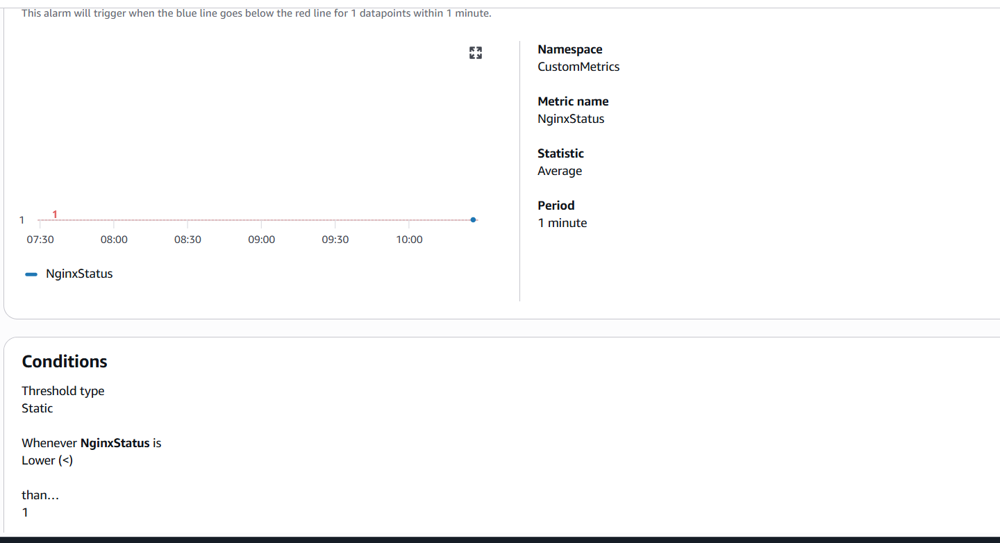 This alarm will trigger when the blue line goes below the red line for 1 datapoints within 1 minute.
1
1
07:30 08:00 08:30 09:00 09:30 10:00
NginxStatus
Namespace
CustomMetrics
Metric name
NginxStatus
Statistic
Average
Period
1 minute
Conditions
Threshold type
Static
Whenever NginxStatus is
Lower (<)
than…
1